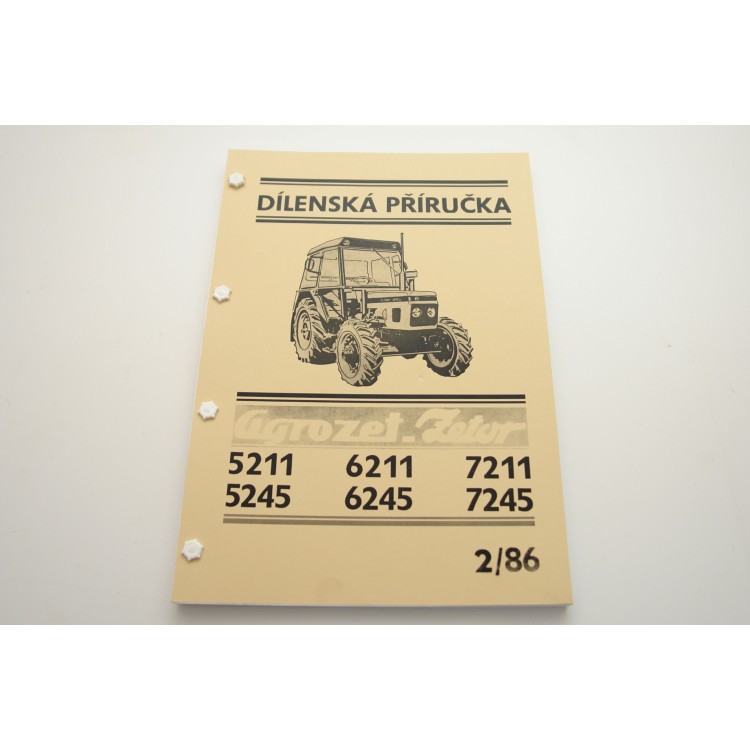 DÍLENSKÁ PŘÍRUČKA
Agrozet-Zetor
5211 6211 7211
5245 6245 7245
2/86